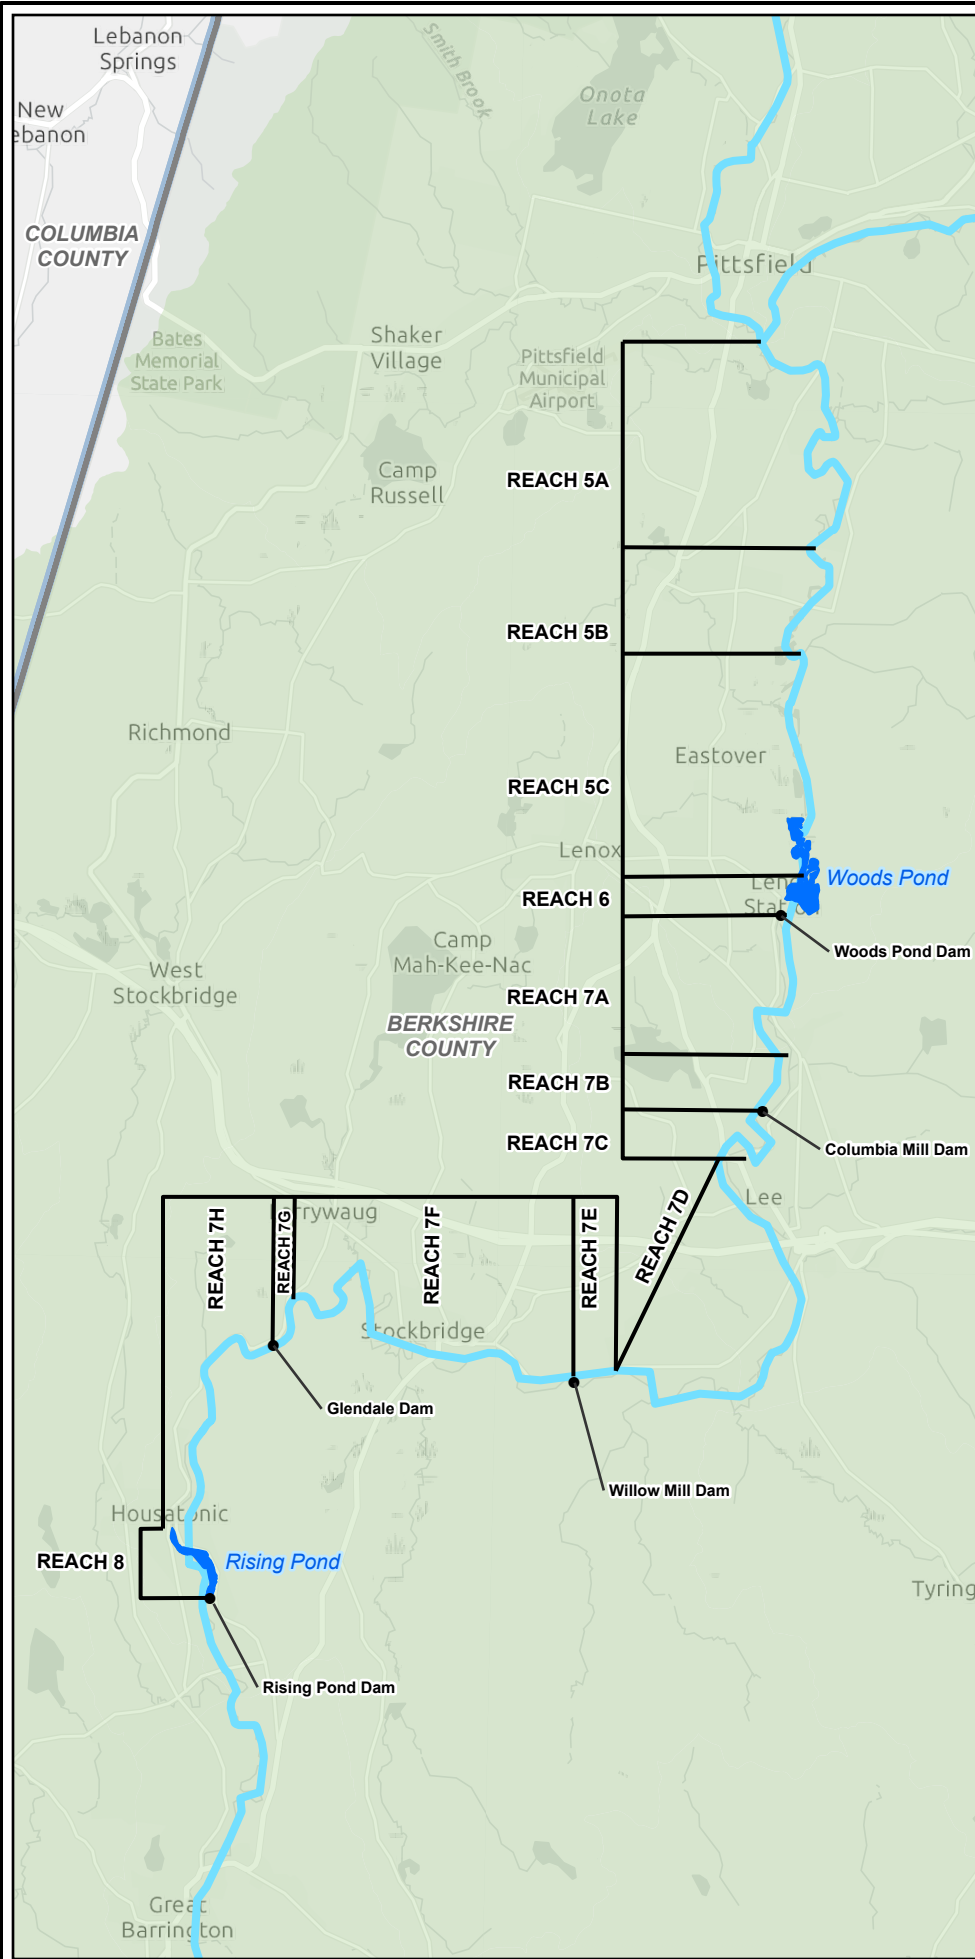 Lebanon
Springs
Smith Brook
Onota
Lake
New
ebanon
COLUMBIA
COUNTY
Pittsfield
Bates
Memorial
State Park
Shaker
Village
Pittsfield
Municipal
Airport
Camp
Russell
REACH 5A
REACH 5B
Richmond
Eastover
REACH 5C
Lenox
Woods Pond
REACH 6
Woods Pond Dam
Camp
Mah-Kee-Nac
West
Stockbridge
REACH 7A
BERKSHIRE
COUNTY
REACH 7B
REACH 7C
Columbia Mill Dam
Lee
REACH 7D
REACH 7H
REACH 7G
REACH 7F
REACH 7E
Stockbridge
Glendale Dam
Willow Mill Dam
Housatonic
REACH 8
Rising Pond
Tyring
Rising Pond Dam
Great
Barrington